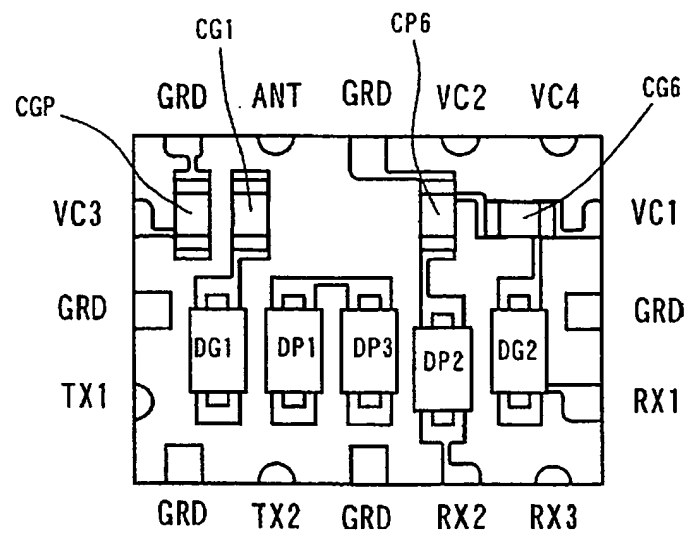 CG1 CP6
CGP GRD ANT GRD VC2 VC4 CG6
VC3 VC1
GRD GRD
DG1 DP1 DP3 DP2 DG2
TX1 RX1
GRD TX2 GRD RX2 RX3